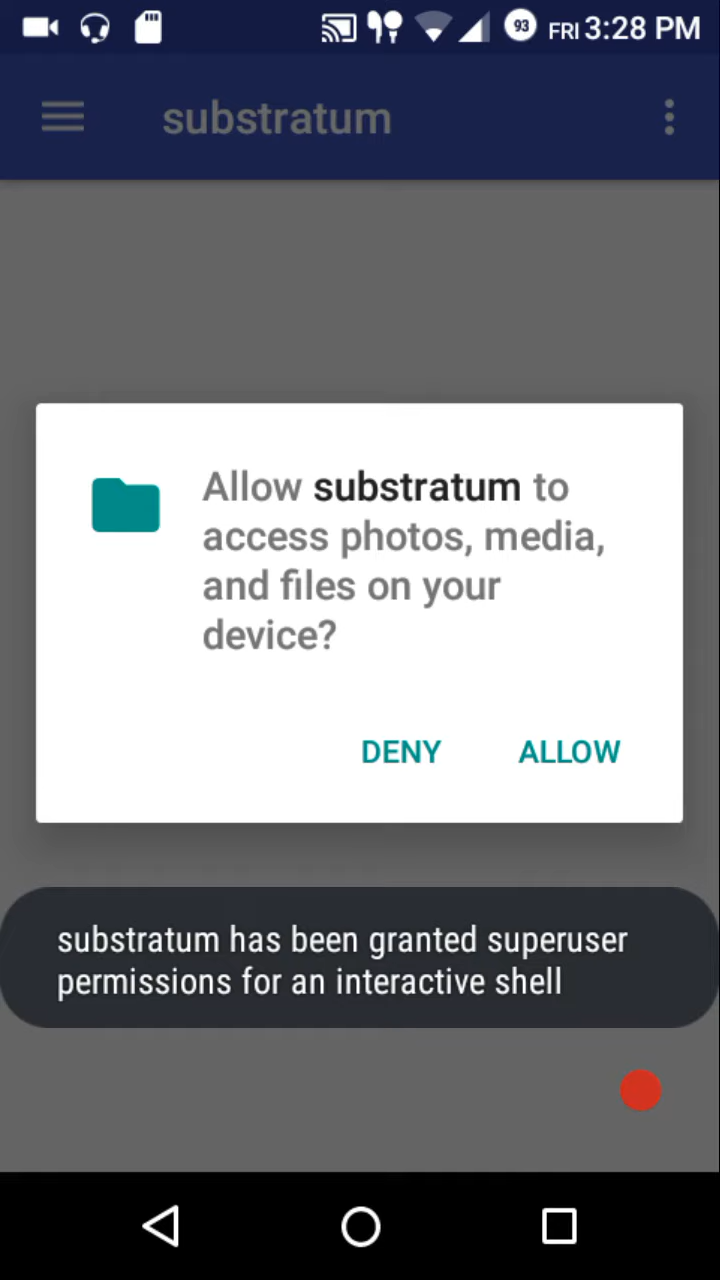 93 FRI 3:28 PM
substratum
Allow substratum to
access photos, media,
and files on your
device?
DENY ALLOW
substratum has been granted superuser
permissions for an interactive shell